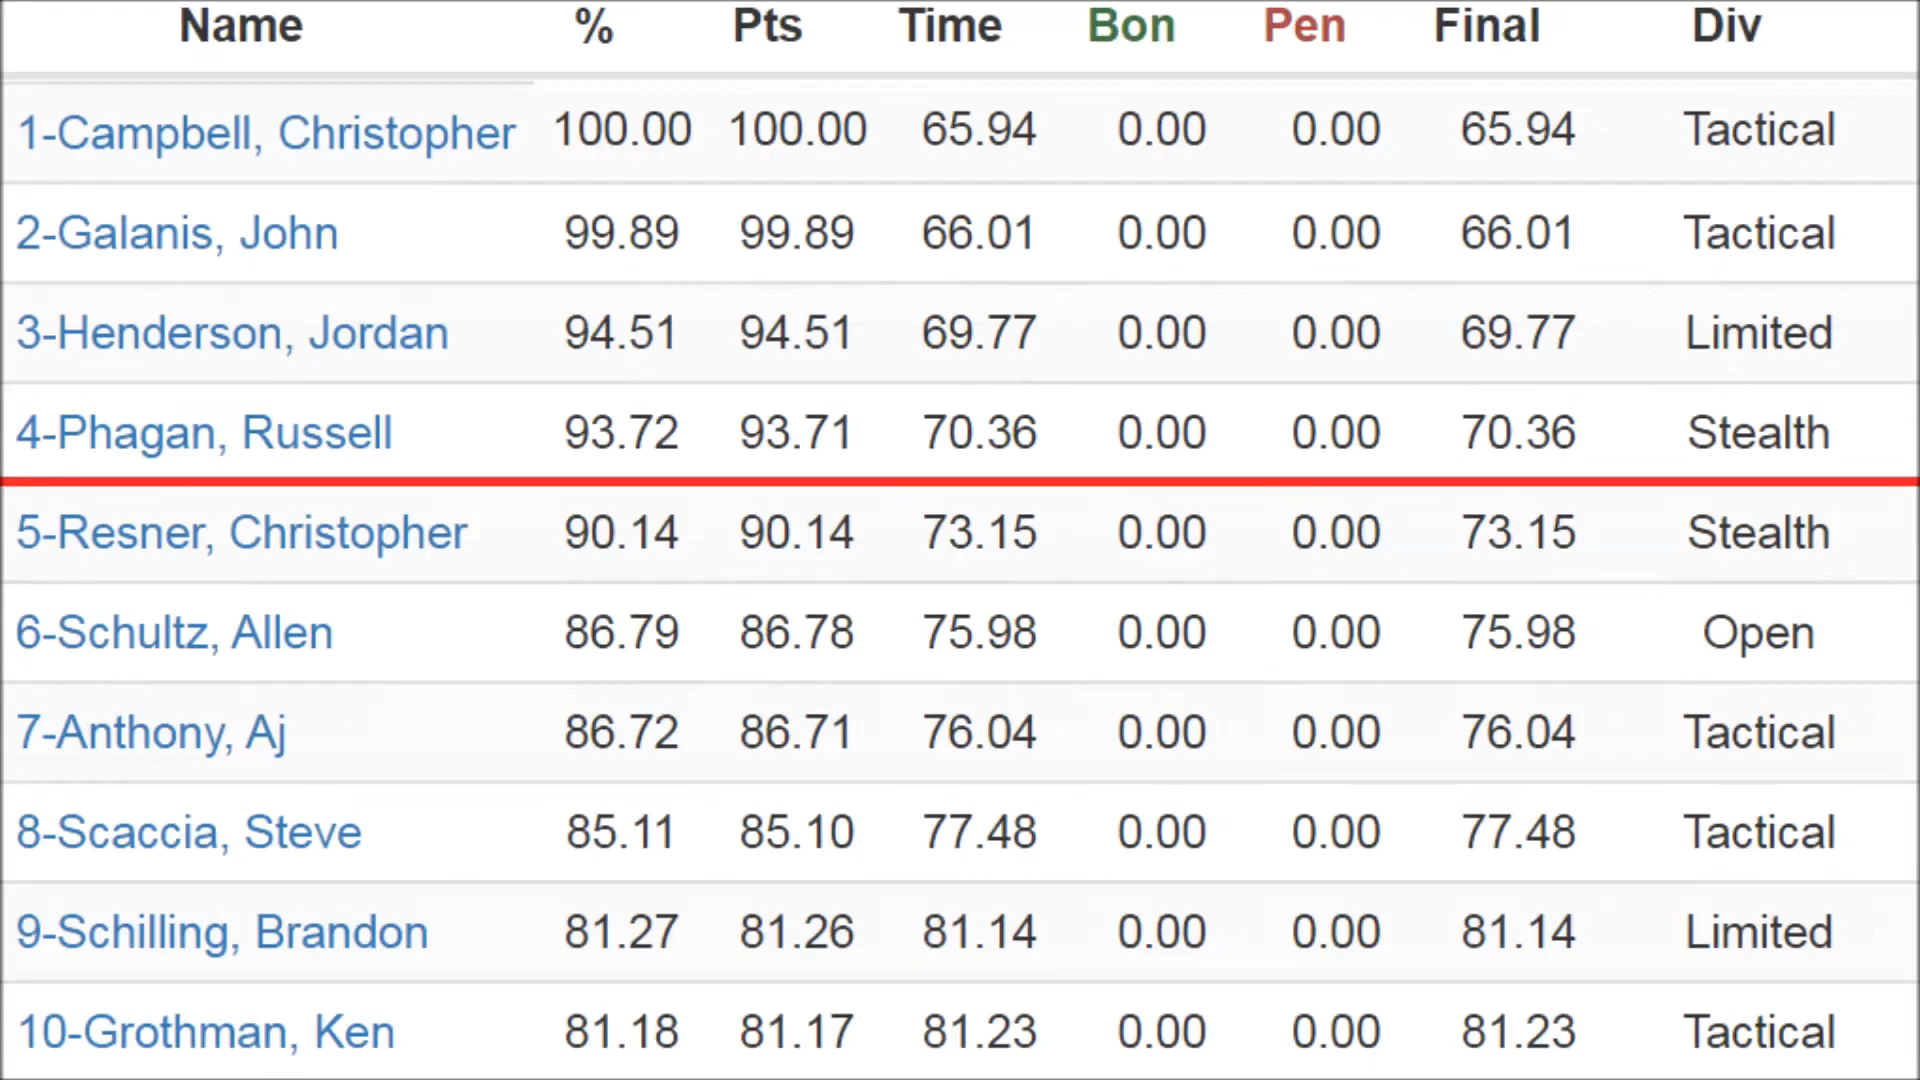 Name % Pts Time Bon Pen Final Div
1-Campbell, Christopher 100.00 100.00 65.94 0.00 0.00 65.94 Tactical
2-Galanis, John 99.89 99.89 66.01 0.00 0.00 66.01 Tactical
3-Henderson, Jordan 94.51 94.51 69.77 0.00 0.00 69.77 Limited
4-Phagan, Russell 93.72 93.71 70.36 0.00 0.00 70.36 Stealth
5-Resner, Christopher 90.14 90.14 73.15 0.00 0.00 73.15 Stealth
6-Schultz, Allen 86.79 86.78 75.98 0.00 0.00 75.98 Open
7-Anthony, Aj 86.72 86.71 76.04 0.00 0.00 76.04 Tactical
8-Scaccia, Steve 85.11 85.10 77.48 0.00 0.00 77.48 Tactical
9-Schilling, Brandon 81.27 81.26 81.14 0.00 0.00 81.14 Limited
10-Grothman, Ken 81.18 81.17 81.23 0.00 0.00 81.23 Tactical